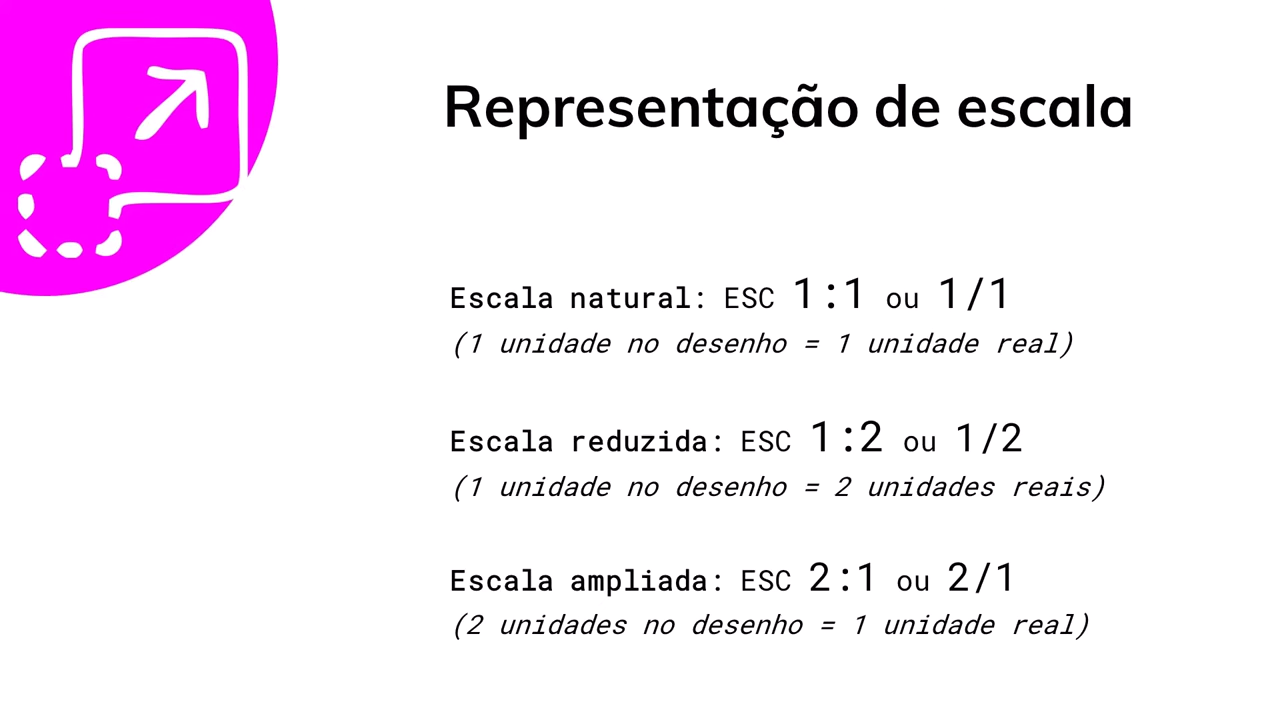 Representação de escala
Escala natural: ESC 1:1 ou 1/1
(1 unidade no desenho = 1 unidade real)
Escala reduzida: ESC 1:2 ou 1/2
(1 unidade no desenho = 2 unidades reais)
Escala ampliada: ESC 2:1 ou 2/1
(2 unidades no desenho = 1 unidade real)